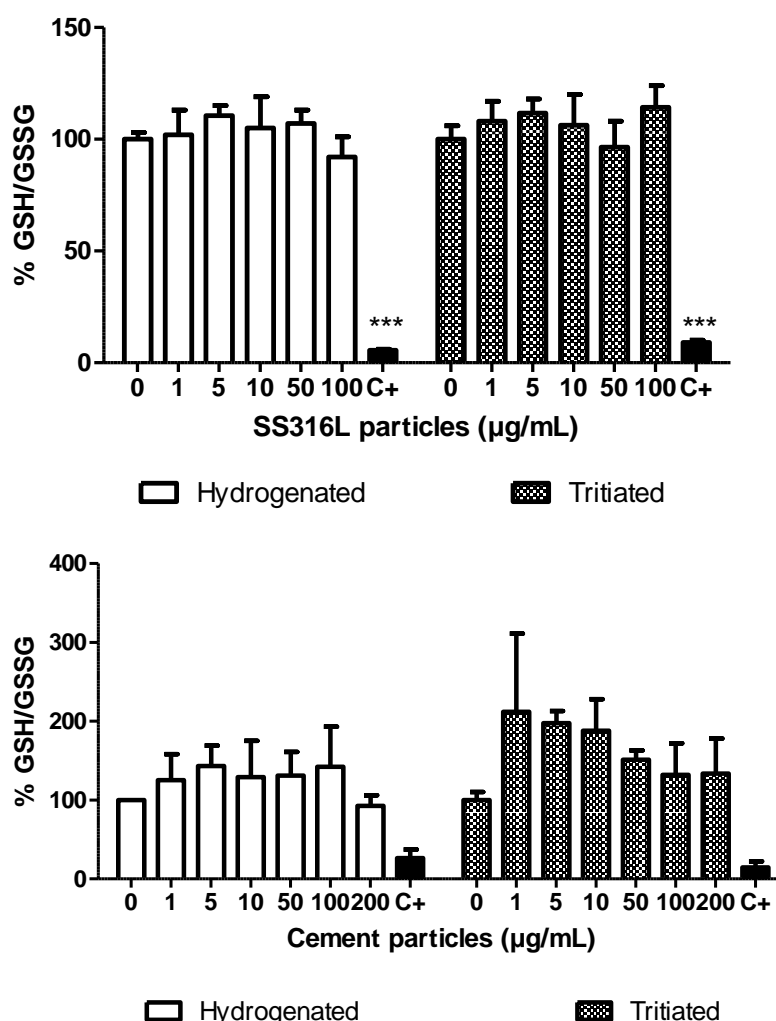 150
100
50
0
% GSH/GSSG
*** ***
0 1 5 10 50 100 C+ 0 1 5 10 50 100 C+
SS316L particles (µg/mL)
Hydrogenated Tritiated
400
300
200
100
0
% GSH/GSSG
0 1 5 10 50 100 200 C+ 0 1 5 10 50 100 200 C+
Cement particles (µg/mL)
Hydrogenated Tritiated